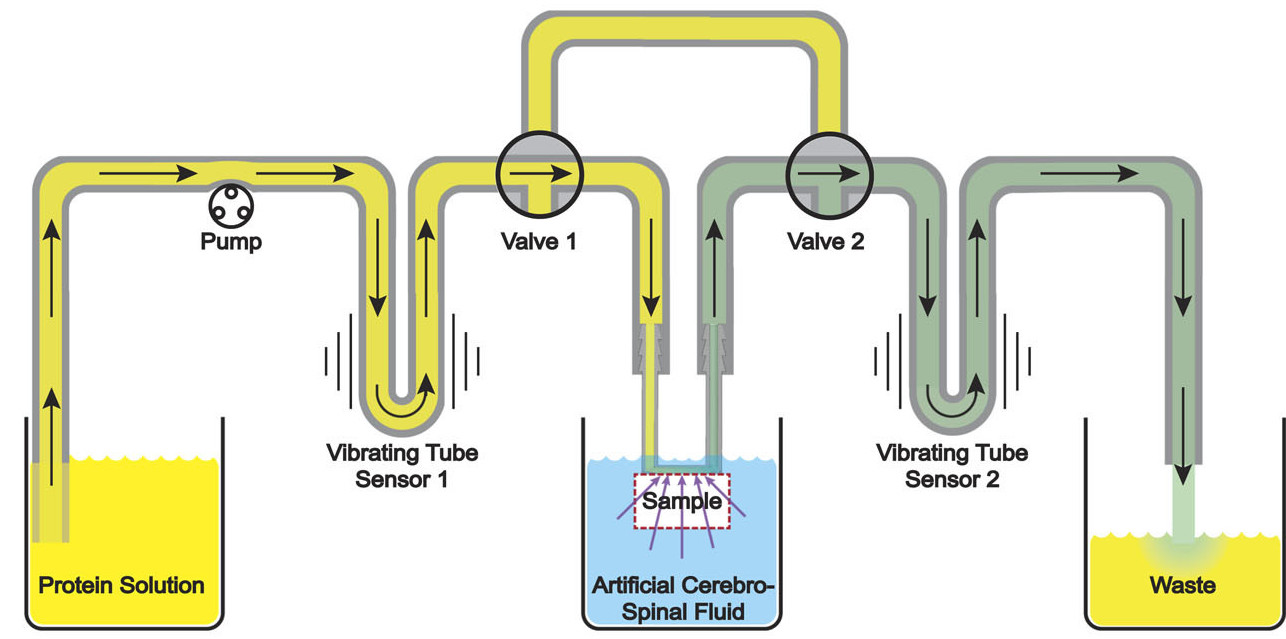 Pump
Valve 1
Valve 2
Vibrating Tube
Sensor 1
Vibrating Tube
Sensor 2
Sample
Protein Solution
Artificial Cerebro-
Spinal Fluid
Waste